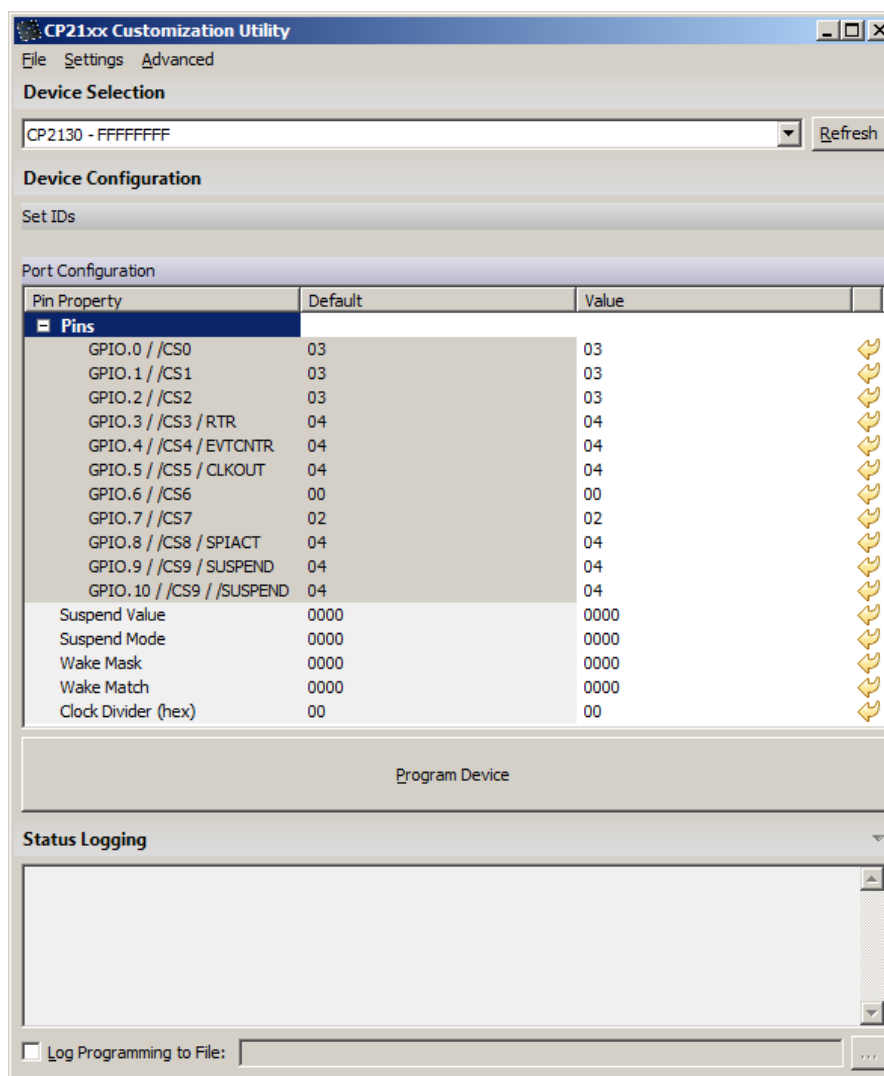 CP21xx Customization Utility
File Settings Advanced
Device Selection
CP2130 - FFFFFFFF Refresh
Device Configuration
Set IDs
Port Configuration
Pin Property Default Value
Pins
GPIO.0 / /CS0 03 03
GPIO.1 / /CS1 03 03
GPIO.2 / /CS2 03 03
GPIO.3 / /CS3 / RTR 04 04
GPIO.4 / /CS4 / EVTCNTR 04 04
GPIO.5 / /CS5 / CLKOUT 04 04
GPIO.6 / /CS6 00 00
GPIO.7 / /CS7 02 02
GPIO.8 / /CS8 / SPIACT 04 04
GPIO.9 / /CS9 / SUSPEND 04 04
GPIO.10 / /CS9 / /SUSPEND 04 04
Suspend Value 0000 0000
Suspend Mode 0000 0000
Wake Mask 0000 0000
Wake Match 0000 0000
Clock Divider (hex) 00 00
Program Device
Status Logging
Log Programming to File: ...